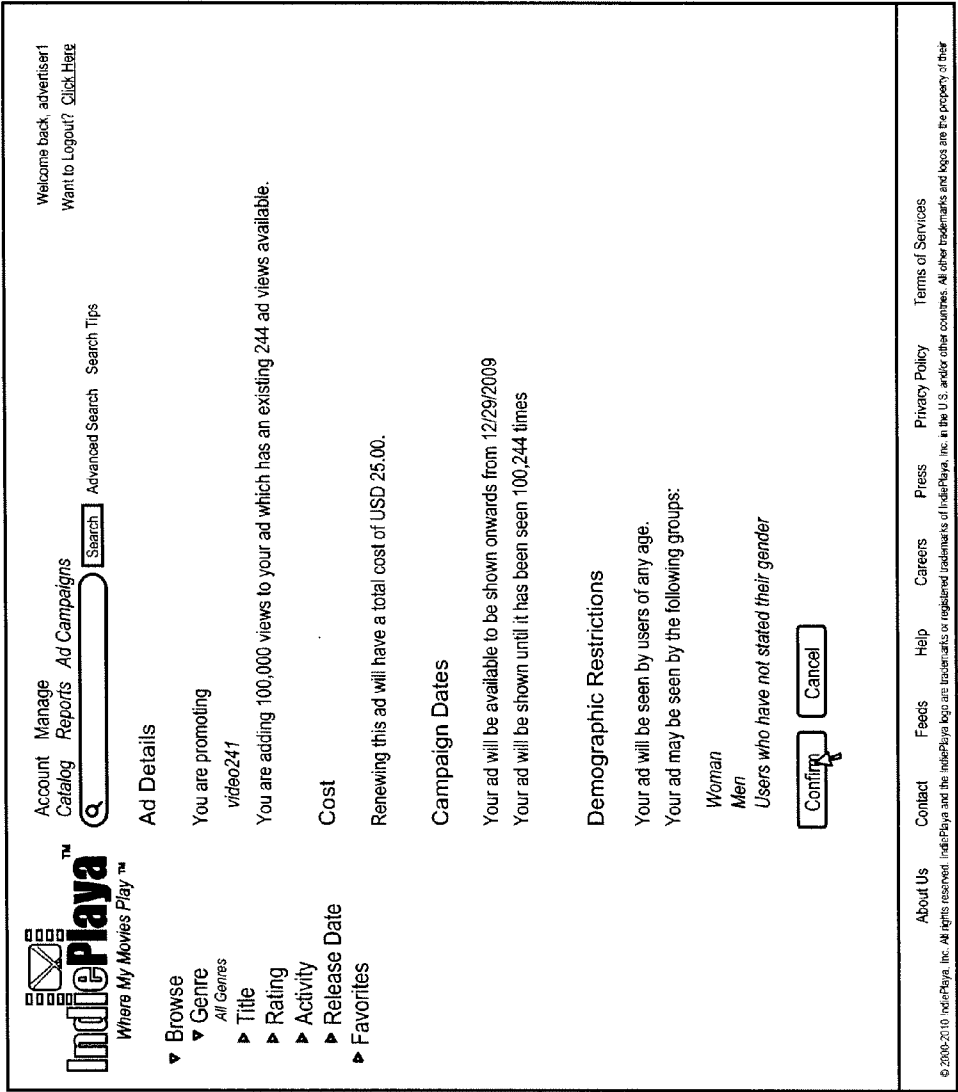 IndiePlaya™
Where My Movies Play ™
Account Manage
Catalog Reports Ad Campaigns
Welcome back, advertiser1
Want to Logout? Click Here
Search Advanced Search Search Tips
Browse
Genre
All Genres
Title
Rating
Activity
Release Date
Favorites
Ad Details
You are promoting
video241
You are adding 100,000 views to your ad which has an existing 244 ad views available.
Cost
Renewing this ad will have a total cost of USD 25.00.
Campaign Dates
Your ad will be available to be shown onwards from 12/29/2009
Your ad will be shown until it has been seen 100,244 times
Demographic Restrictions
Your ad will be seen by users of any age.
Your ad may be seen by the following groups:
Woman
Men
Users who have not stated their gender
Confirm Cancel
About Us Contact Feeds Help Careers Press Privacy Policy Terms of Services
© 2000-2010 IndiePlaya, Inc. All rights reserved. IndiePlaya and the IndiePlaya logo are trademarks or registered trademarks of IndiePlaya, Inc. in the U.S. and/or other countries. All other trademarks and logos are the property of their